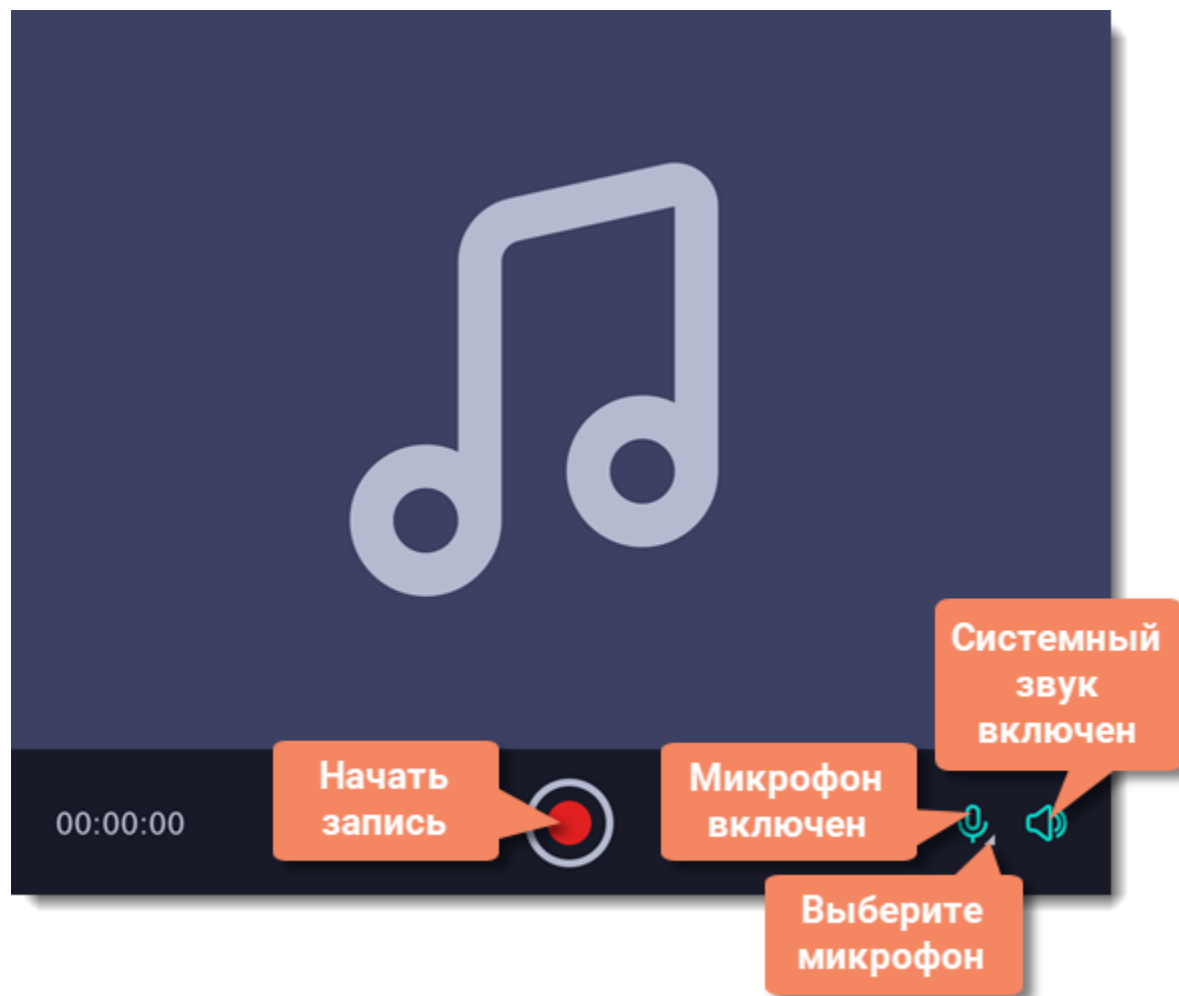 Системный
звук
включен
00:00:00
Начать
запись
Микрофон
включен
Выберите
микрофон